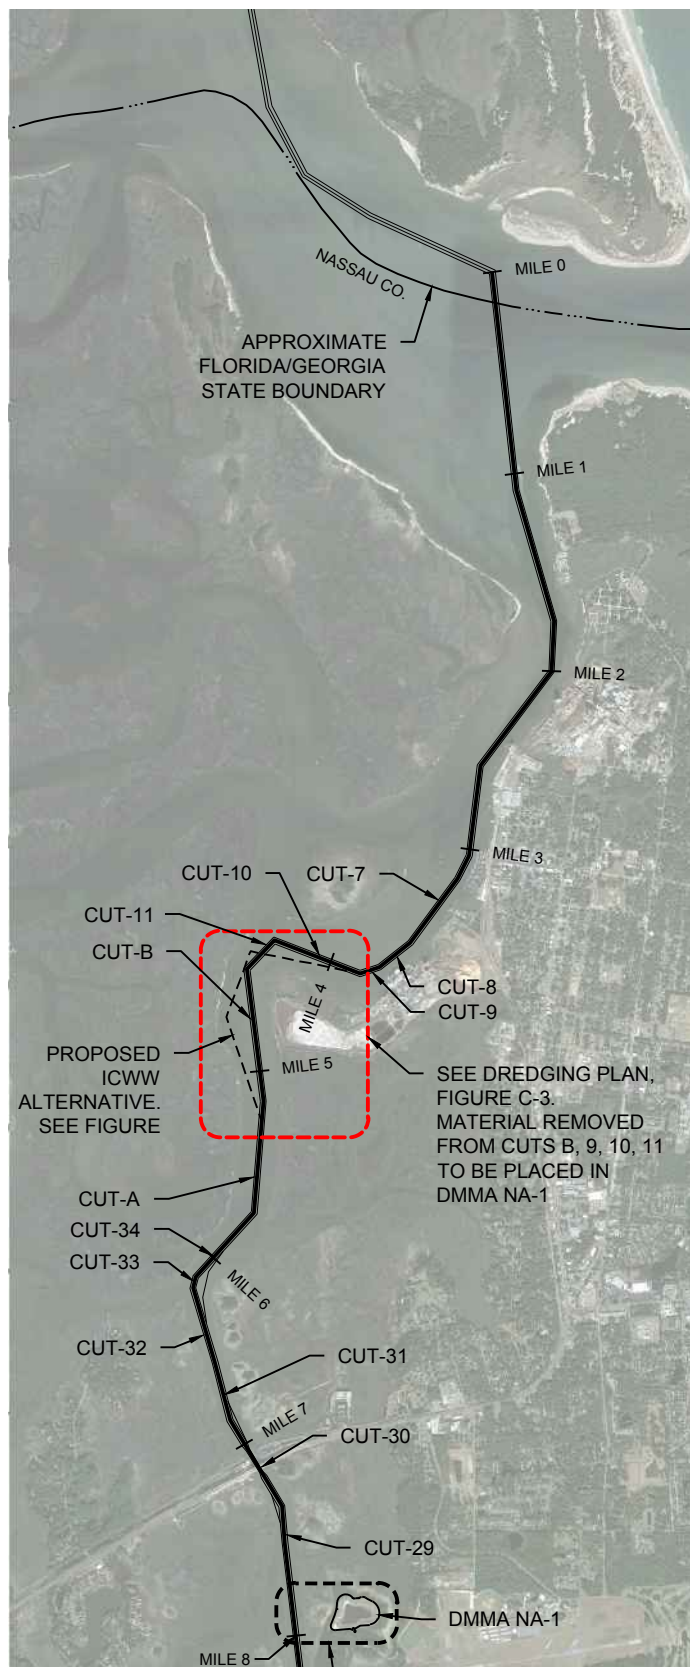 MILE 0
NASSAU CO.
APPROXIMATE
FLORIDA/GEORGIA
STATE BOUNDARY
MILE 1
MILE 2
MILE 3
CUT-10
CUT-7
CUT-11
CUT-B
CUT-8
CUT-9
MILE 4
PROPOSED
ICWW
ALTERNATIVE.
SEE FIGURE
MILE 5
SEE DREDGING PLAN,
FIGURE C-3.
MATERIAL REMOVED
FROM CUTS B, 9, 10, 11
TO BE PLACED IN
DMMA NA-1
CUT-A
CUT-34
CUT-33
MILE 6
CUT-32
CUT-31
MILE 7
CUT-30
CUT-29
DMMA NA-1
MILE 8